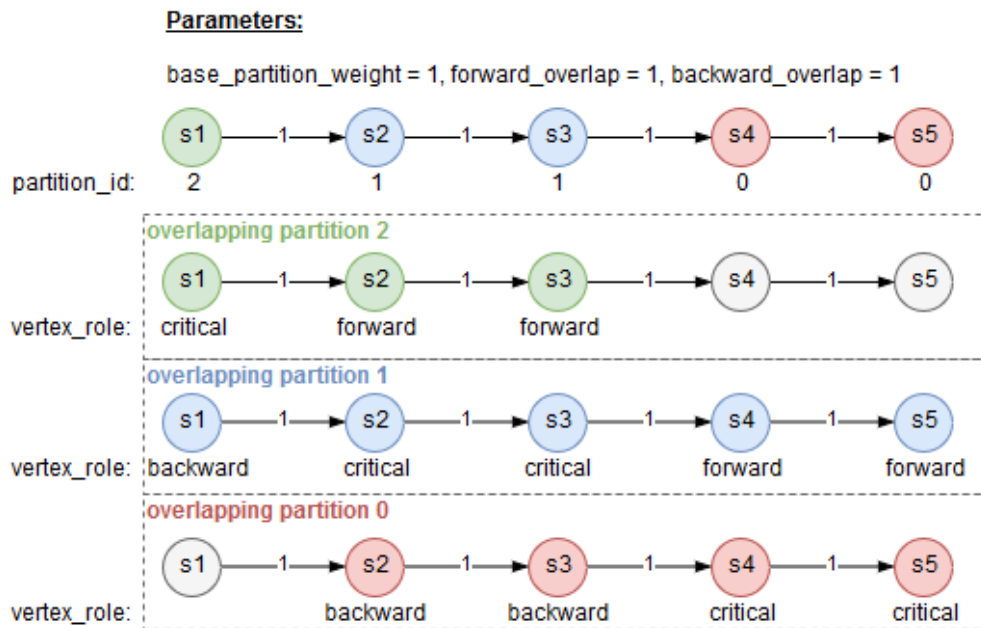 Parameters:
base_partition_weight = 1, forward_overlap = 1, backward_overlap = 1
s1 1 s2 1 s3 1 s4 1 s5
partition_id: 2 1 1 0 0
overlapping partition 2
s1 1 s2 1 s3 1 s4 1 s5
vertex_role: critical forward forward
overlapping partition 1
s1 1 s2 1 s3 1 s4 1 s5
vertex_role: backward critical critical forward forward
overlapping partition 0
s1 1 s2 1 s3 1 s4 1 s5
vertex_role: backward backward critical critical